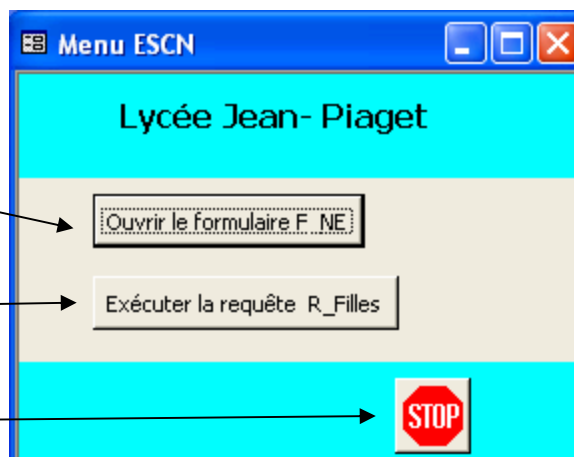 Menu ESCN
Lycée Jean- Piaget
Ouvrir le formulaire F_NE
Exécuter la requête R_Filles
STOP